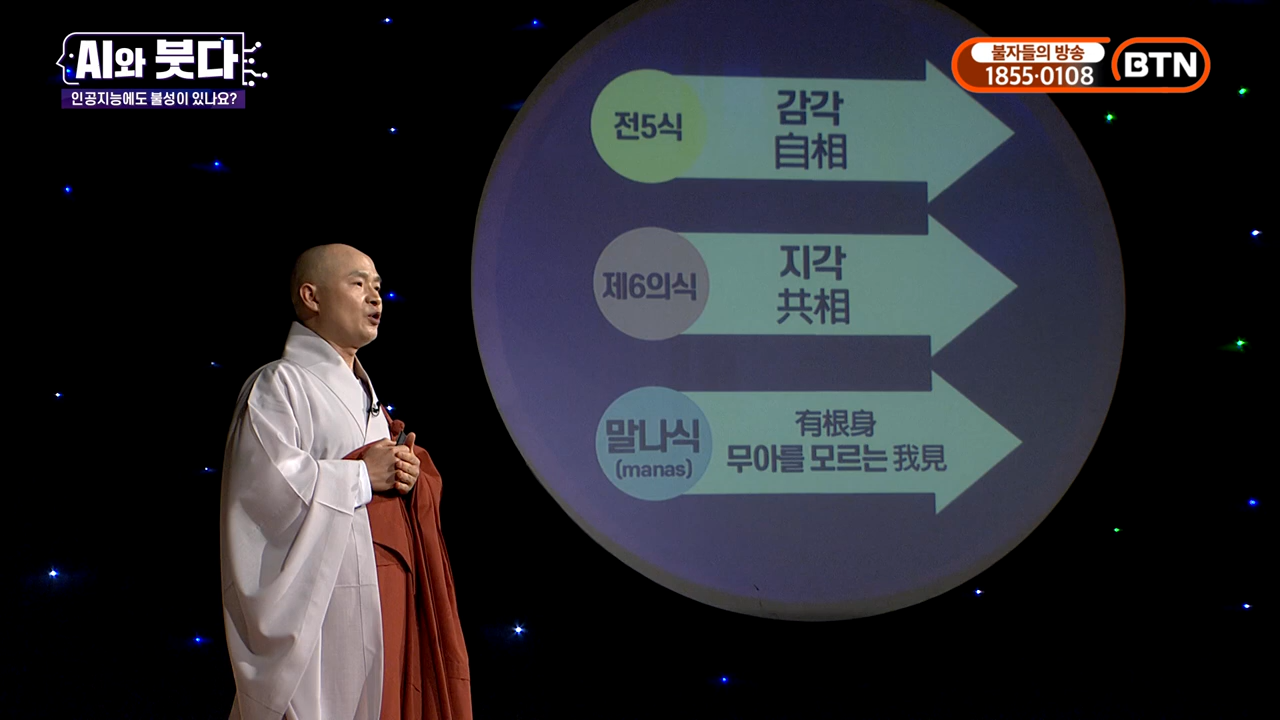 AI와 붓다
인공지능에도 불성이 있나요?
불자들의 방송
1855·0108
BTN
전5식
감각
自相
제6의식
지각
共相
말나식
(manas)
有根身
무아를 모르는 我見